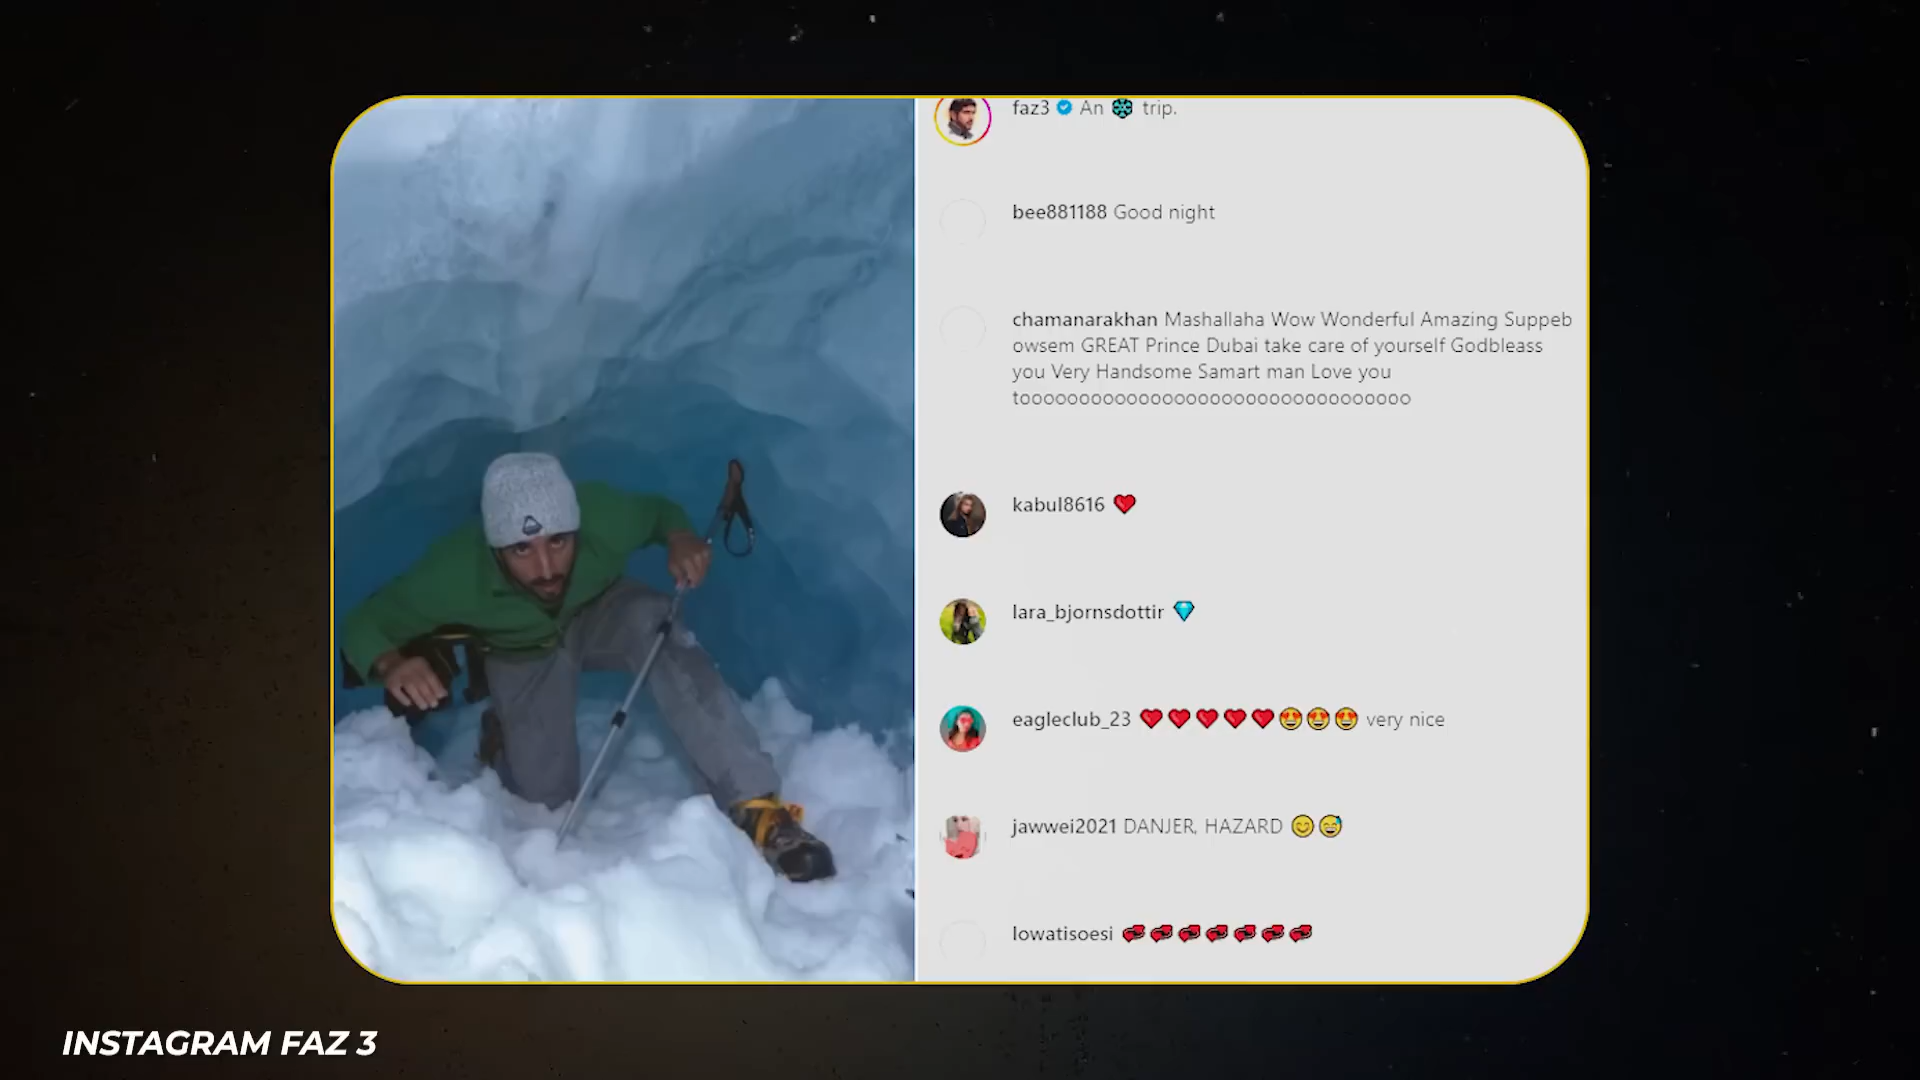 faz3 An ❄ trip.
bee881188 Good night
chamanarakhan Mashallaha Wow Wonderful Amazing Suppeb
owsem GREAT Prince Dubai take care of yourself Godbleass
you Very Handsome Samart man Love you
tooooooooooooooooooooooooooooooooo
kabul8616 ❤
lara_bjornsdottir 💎
eagleclub_23 ❤❤❤❤❤😍😍😍 very nice
jawwei2021 DANJER, HAZARD 😊😅
lowatisoesi 💞💞💞💞💞💞💞
INSTAGRAM FAZ 3